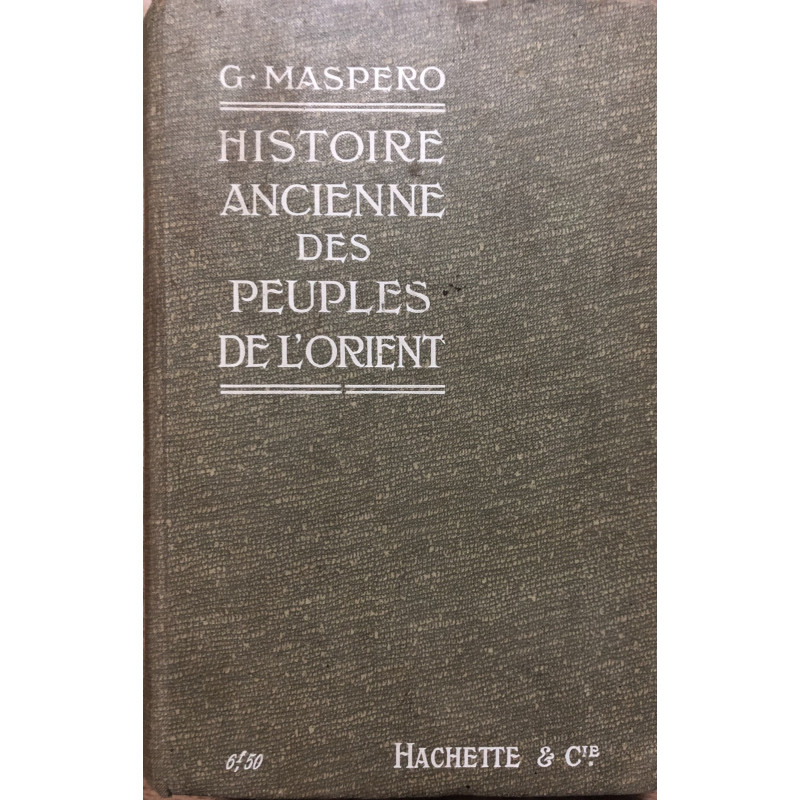 G. MASPERO
HISTOIRE
ANCIENNE
DES
PEUPLES
DE L'ORIENT
6f,50
HACHETTE & CIE.